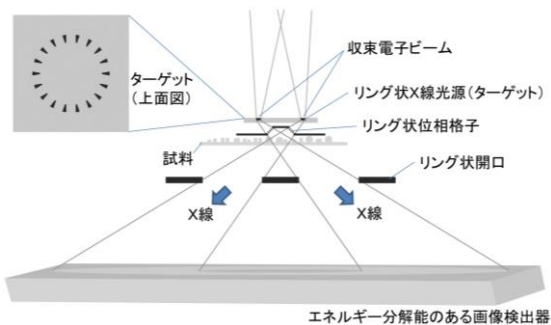 収束電子ビーム
ターゲット
（上面図）
リング状X線光源（ターゲット）
リング状位相格子
試料
リング状開口
X線
X線
エネルギー分解能のある画像検出器